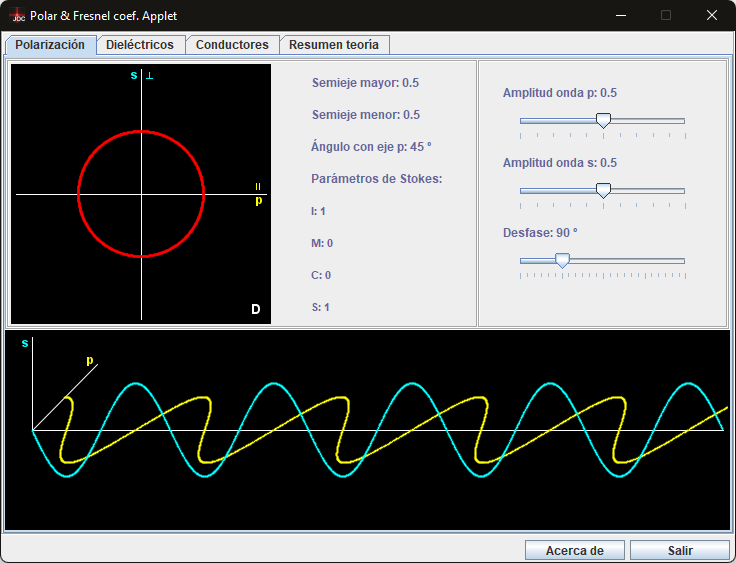 JDC Polar & Fresnel coef. Applet
Polarización Dieléctricos Conductores Resumen teoría
s ⊥
=
p
D
Semieje mayor: 0.5
Semieje menor: 0.5
Ángulo con eje p: 45 º
Parámetros de Stokes:
I: 1
M: 0
C: 0
S: 1
Amplitud onda p: 0.5
Amplitud onda s: 0.5
Desfase: 90 º
s
p
Acerca de Salir